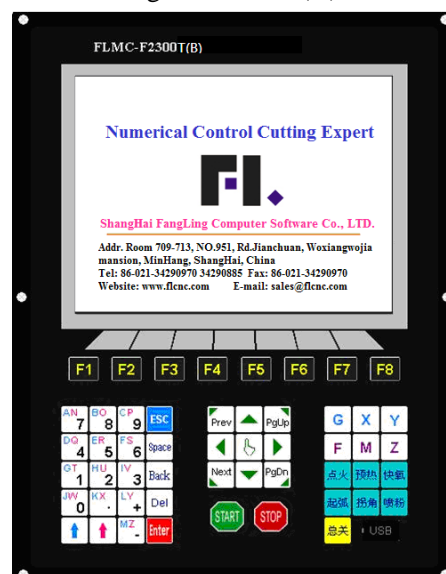 FLMC-F2300T(B)
Numerical Control Cutting Expert
FL.
ShangHai FangLing Computer Software Co., LTD.
Addr. Room 709-713, NO.951, Rd.Jianchuan, Woxiangwojia
mansion, MinHang, ShangHai, China
Tel: 86-021-34290970 34290885 Fax: 86-021-34290970
Website: www.flcnc.com E-mail: sales@flcnc.com
F1 F2 F3 F4 F5 F6 F7 F8
AN 7 BO 8 CP 9 ESC Prev PgUp G X Y
DQ 4 ER 5 FS 6 Space F M Z
GT 1 HU 2 IV 3 Back Next PgDn 点火 预热 快氧
JW 0 KX . LY + Del START STOP 起弧 拐角 喷粉
MZ - Enter 总关 USB